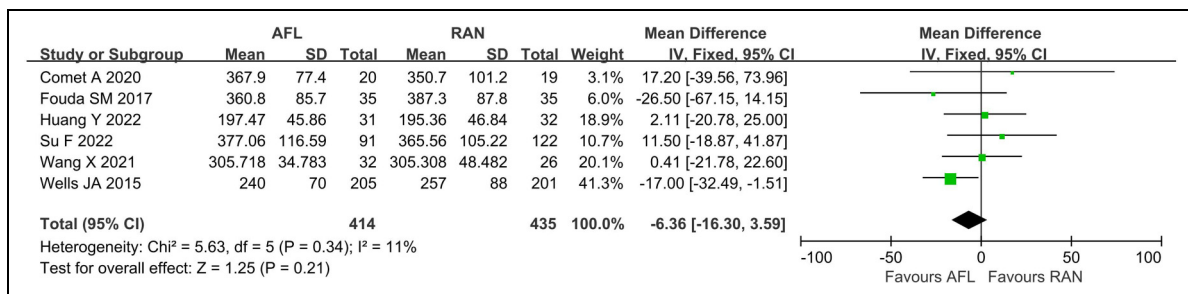 AFL RAN Mean Difference Mean Difference
Study or Subgroup Mean SD Total Mean SD Total Weight IV, Fixed, 95% CI IV, Fixed, 95% CI
Comet A 2020 367.9 77.4 20 350.7 101.2 19 3.1% 17.20 [-39.56, 73.96]
Fouda SM 2017 360.8 85.7 35 387.3 87.8 35 6.0% -26.50 [-67.15, 14.15]
Huang Y 2022 197.47 45.86 31 195.36 46.84 32 18.9% 2.11 [-20.78, 25.00]
Su F 2022 377.06 116.59 91 365.56 105.22 122 10.7% 11.50 [-18.87, 41.87]
Wang X 2021 305.718 34.783 32 305.308 48.482 26 20.1% 0.41 [-21.78, 22.60]
Wells JA 2015 240 70 205 257 88 201 41.3% -17.00 [-32.49, -1.51]
Total (95% CI) 414 435 100.0% -6.36 [-16.30, 3.59]
Heterogeneity: Chi² = 5.63, df = 5 (P = 0.34); I² = 11%
Test for overall effect: Z = 1.25 (P = 0.21)
-100 -50 0 50 100
Favours AFL Favours RAN